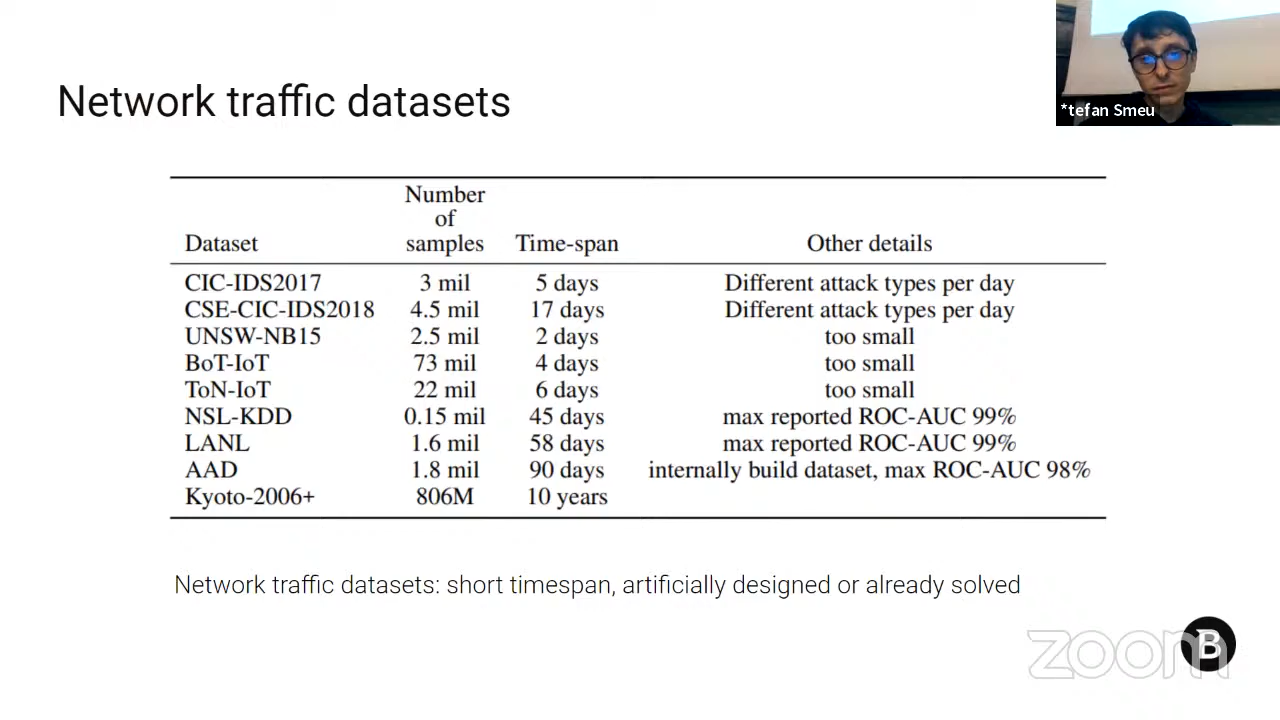 Network traffic datasets
*tefan Smeu
Number
of
Dataset samples Time-span Other details
CIC-IDS2017 3 mil 5 days Different attack types per day
CSE-CIC-IDS2018 4.5 mil 17 days Different attack types per day
UNSW-NB15 2.5 mil 2 days too small
BoT-IoT 73 mil 4 days too small
ToN-IoT 22 mil 6 days too small
NSL-KDD 0.15 mil 45 days max reported ROC-AUC 99%
LANL 1.6 mil 58 days max reported ROC-AUC 99%
AAD 1.8 mil 90 days internally build dataset, max ROC-AUC 98%
Kyoto-2006+ 806M 10 years
Network traffic datasets: short timespan, artificially designed or already solved
zoom
B